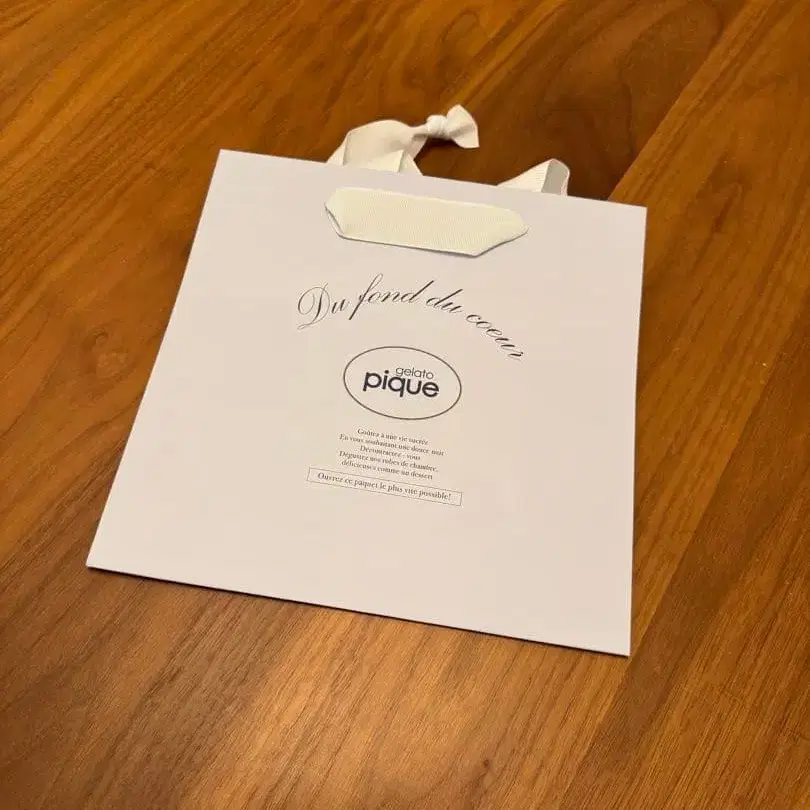 Du fond du coeur
gelato
pique
Goûtez à une vie sucrée
En vous souhaitant une douce nuit
Décontractez - vous
Dégustez nos robes de chambre,
délicieuses comme un dessert
Ouvrez ce paquet le plus vite possible!